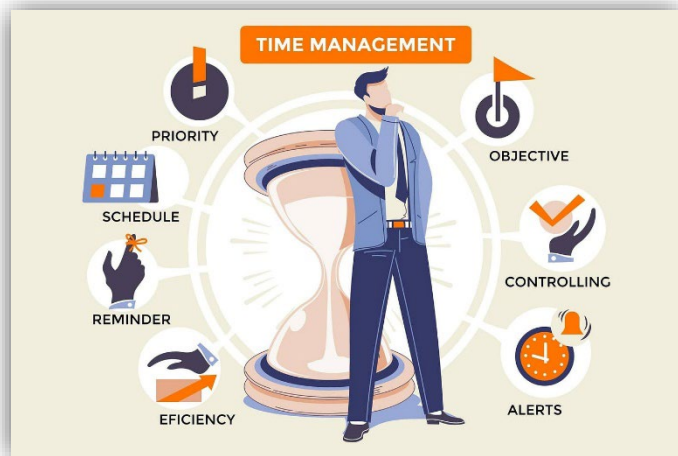 TIME MANAGEMENT
PRIORITY
SCHEDULE
REMINDER
EFICIENCY
OBJECTIVE
CONTROLLING
ALERTS